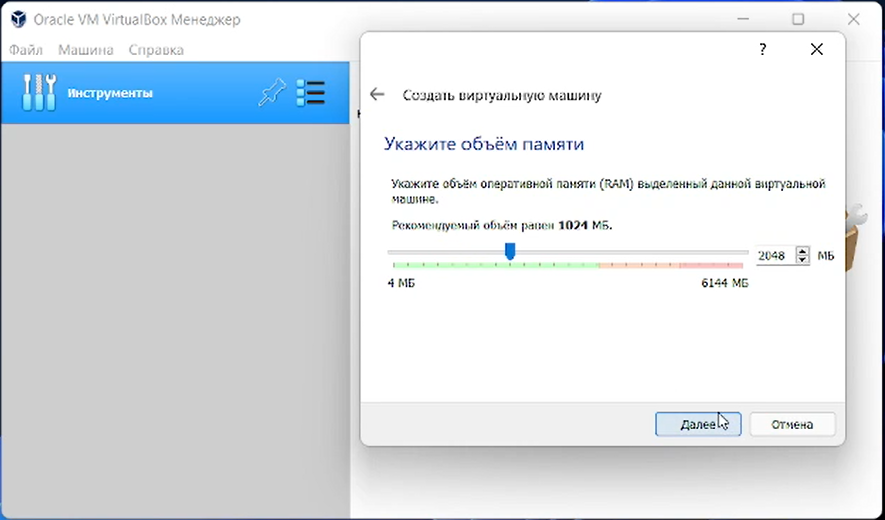 Oracle VM VirtualBox Менеджер
Файл Машина Справка
Инструменты
?
Создать виртуальную машину
Укажите объём памяти
Укажите объём оперативной памяти (RAM) выделенный данной виртуальной
машине.
Рекомендуемый объём равен 1024 МБ.
2048 МБ
4 МБ 6144 МБ
Далее Отмена